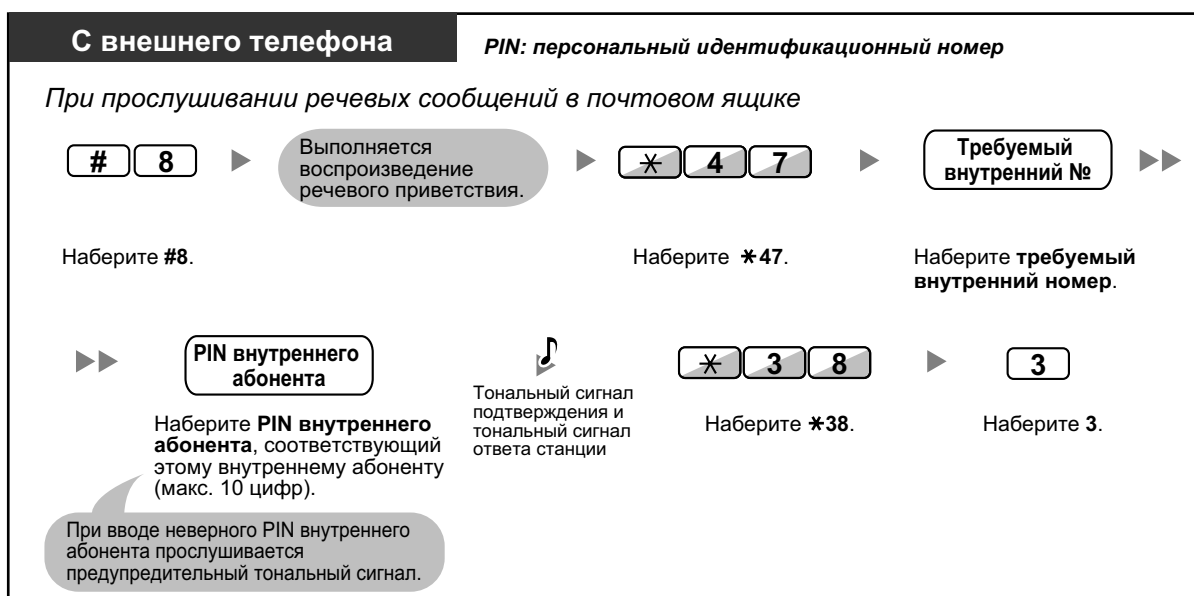 С внешнего телефона
PIN: персональный идентификационный номер
При прослушивании речевых сообщений в почтовом ящике
# 8
Выполняется
воспроизведение
речевого приветствия.
* 4 7
Требуемый
внутренний №
Наберите #8.
Наберите *47.
Наберите требуемый
внутренний номер.
PIN внутреннего
абонента
Наберите PIN внутреннего
абонента, соответствующий
этому внутреннему абоненту
(макс. 10 цифр).
При вводе неверного PIN внутреннего
абонента прослушивается
предупредительный тональный сигнал.
Тональный сигнал
подтверждения и
тональный сигнал
ответа станции
* 3 8
Наберите *38.
3
Наберите 3.